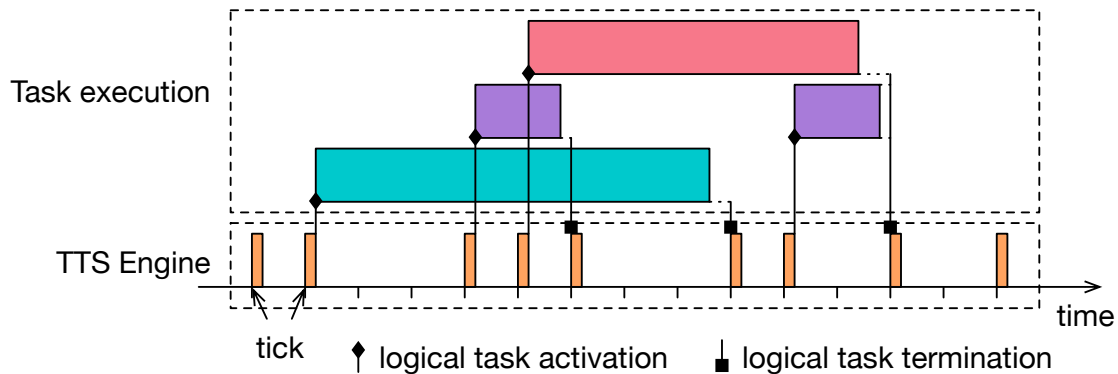 Task execution
TTS Engine
time
tick
logical task activation
logical task termination